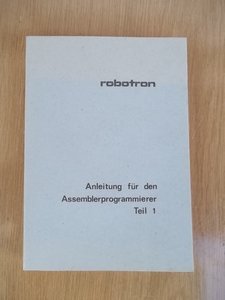 robotron
Anleitung für den
Assemblerprogrammierer
Teil 1